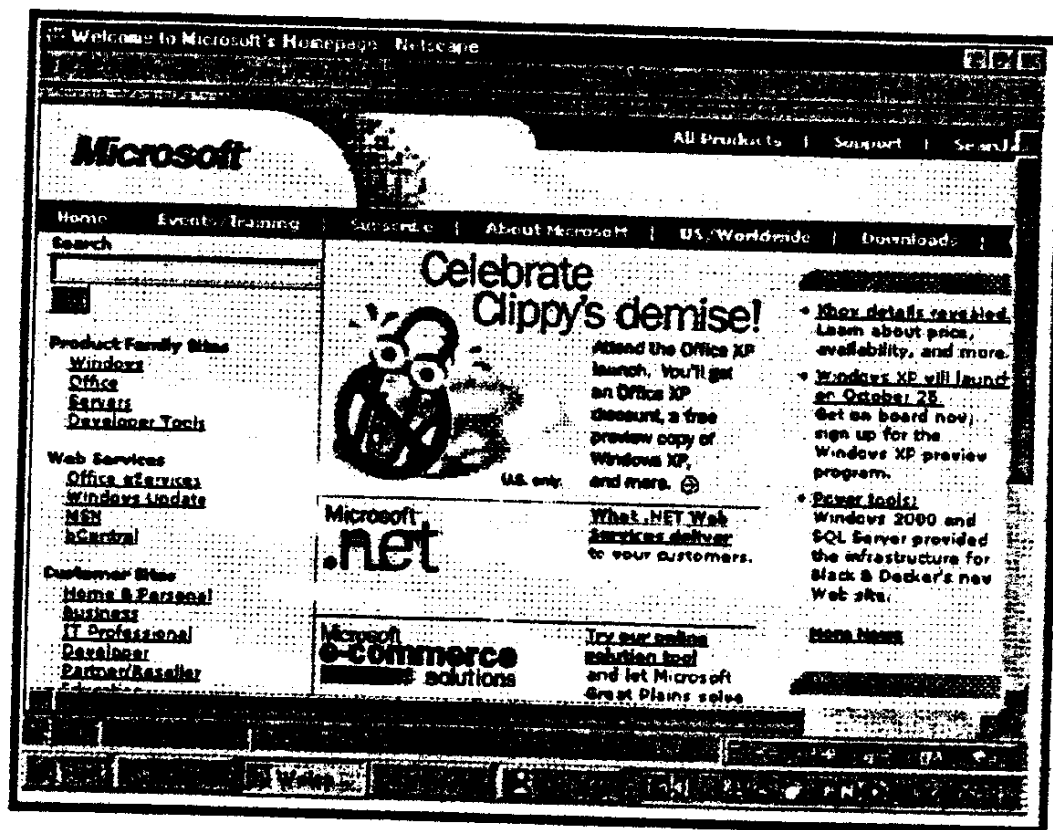 Welcome to Microsoft's Homepage - Netscape
Microsoft
All Products | Support | Search
Home
Events/Training | Subscribe | About Microsoft | US/Worldwide | Downloads |
Search
Product Family Sites
Windows
Office
Servers
Developer Tools
Web Services
Office eServices
Windows Update
MSN
bCentral
Customer Sites
Home & Personal
Business
IT Professional
Developer
Partner/Reseller
Education
Celebrate
Clippy's demise!
Attend the Office XP
launch. You'll get
an Office XP
discount, a free
preview copy of
Windows XP,
and more.
U.S. only.
Microsoft
.net
What .NET Web
Services deliver
to your customers.
Microsoft
e-commerce
solutions
Try our online
solution tool
and let Microsoft
Great Plains solve
Xbox details revealed
Learn about price,
availability, and more.
Windows XP will launch
on October 25.
Get on board now,
sign up for the
Windows XP preview
program.
Power tools:
Windows 2000 and
SQL Server provided
the infrastructure for
Black & Decker's new
Web site.
More News